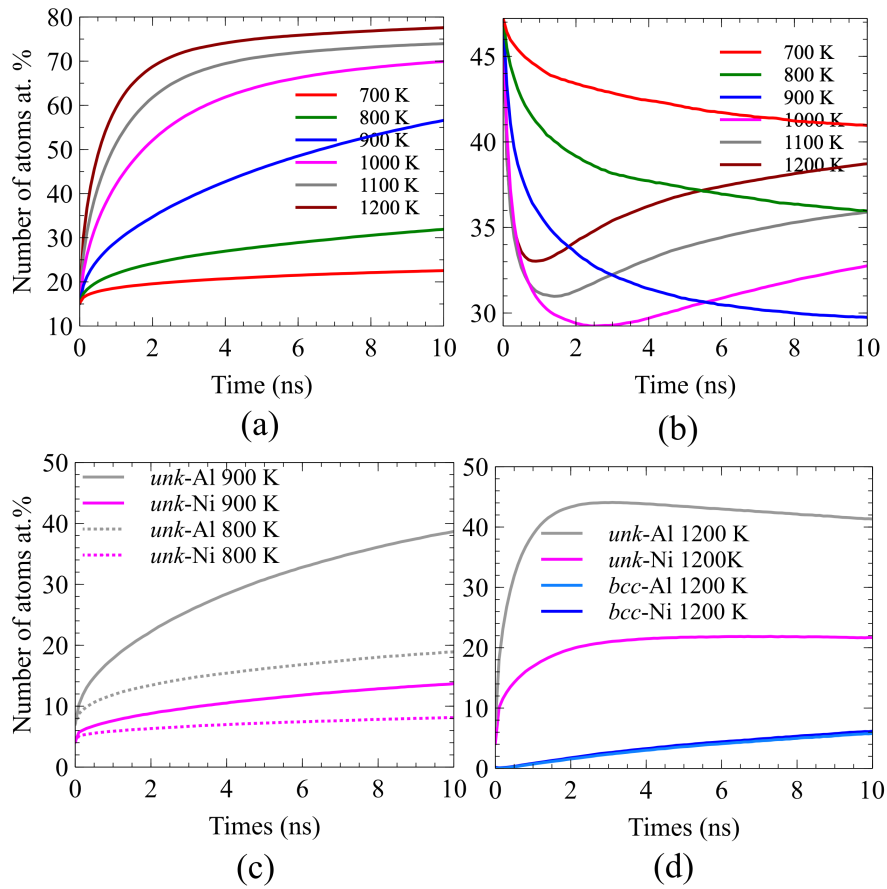 80
70
60
50
40
30
20
10
Number of atoms at. %
700 K
800 K
900 K
1000 K
1100 K
1200 K
0 2 4 6 8 10
Time (ns)
(a)
45
40
35
30
700 K
800 K
900 K
1000 K
1100 K
1200 K
0 2 4 6 8 10
Time (ns)
(b)
50
40
30
20
10
0
Number of atoms at.%
unk-Al 900 K
unk-Ni 900 K
unk-Al 800 K
unk-Ni 800 K
0 2 4 6 8 10
Times (ns)
(c)
50
40
30
20
10
0
unk-Al 1200 K
unk-Ni 1200K
bcc-Al 1200 K
bcc-Ni 1200 K
0 2 4 6 8 10
Times (ns)
(d)